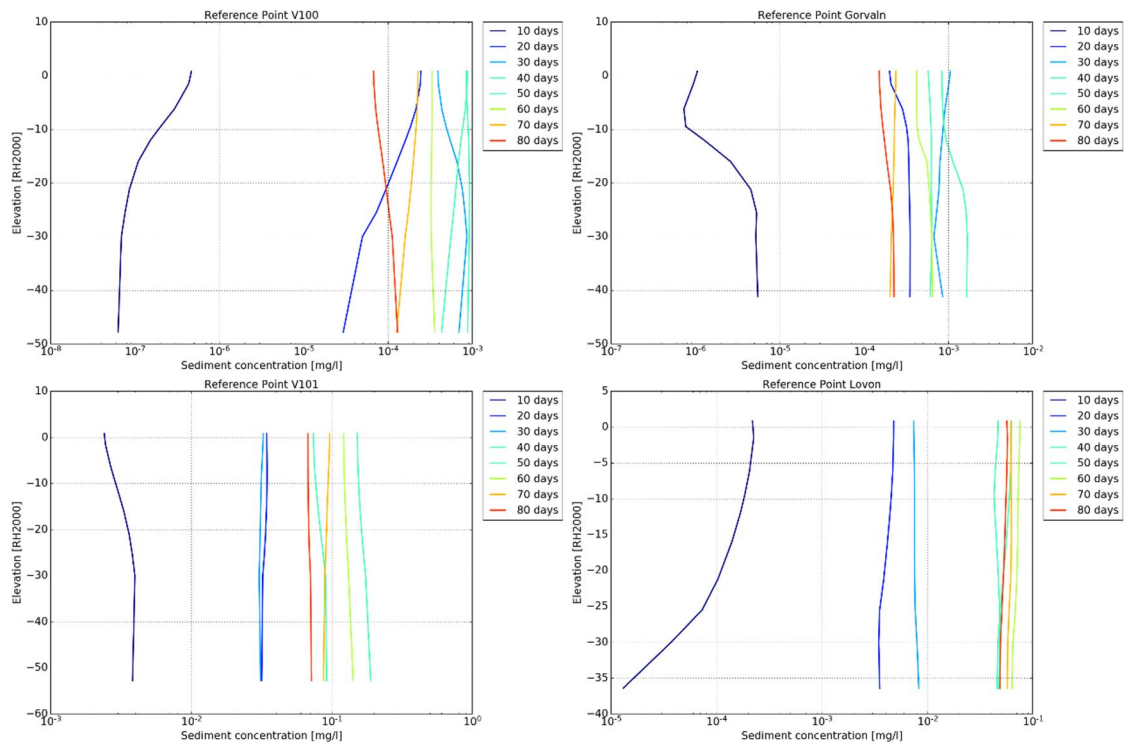 Reference Point V100
10
0
−10
−20
−30
−40
−50
Elevation [RH2000]
10⁻⁸ 10⁻⁷ 10⁻⁶ 10⁻⁵ 10⁻⁴ 10⁻³
Sediment concentration [mg/l]
10 days
20 days
30 days
40 days
50 days
60 days
70 days
80 days
Reference Point Gorvaln
10
0
−10
−20
−30
−40
−50
Elevation [RH2000]
10⁻⁷ 10⁻⁶ 10⁻⁵ 10⁻⁴ 10⁻³ 10⁻²
Sediment concentration [mg/l]
10 days
20 days
30 days
40 days
50 days
60 days
70 days
80 days
Reference Point V101
10
0
−10
−20
−30
−40
−50
−60
Elevation [RH2000]
10⁻³ 10⁻² 10⁻¹ 10⁰
Sediment concentration [mg/l]
10 days
20 days
30 days
40 days
50 days
60 days
70 days
80 days
Reference Point Lovon
5
0
−5
−10
−15
−20
−25
−30
−35
−40
Elevation [RH2000]
10⁻⁵ 10⁻⁴ 10⁻³ 10⁻² 10⁻¹
Sediment concentration [mg/l]
10 days
20 days
30 days
40 days
50 days
60 days
70 days
80 days